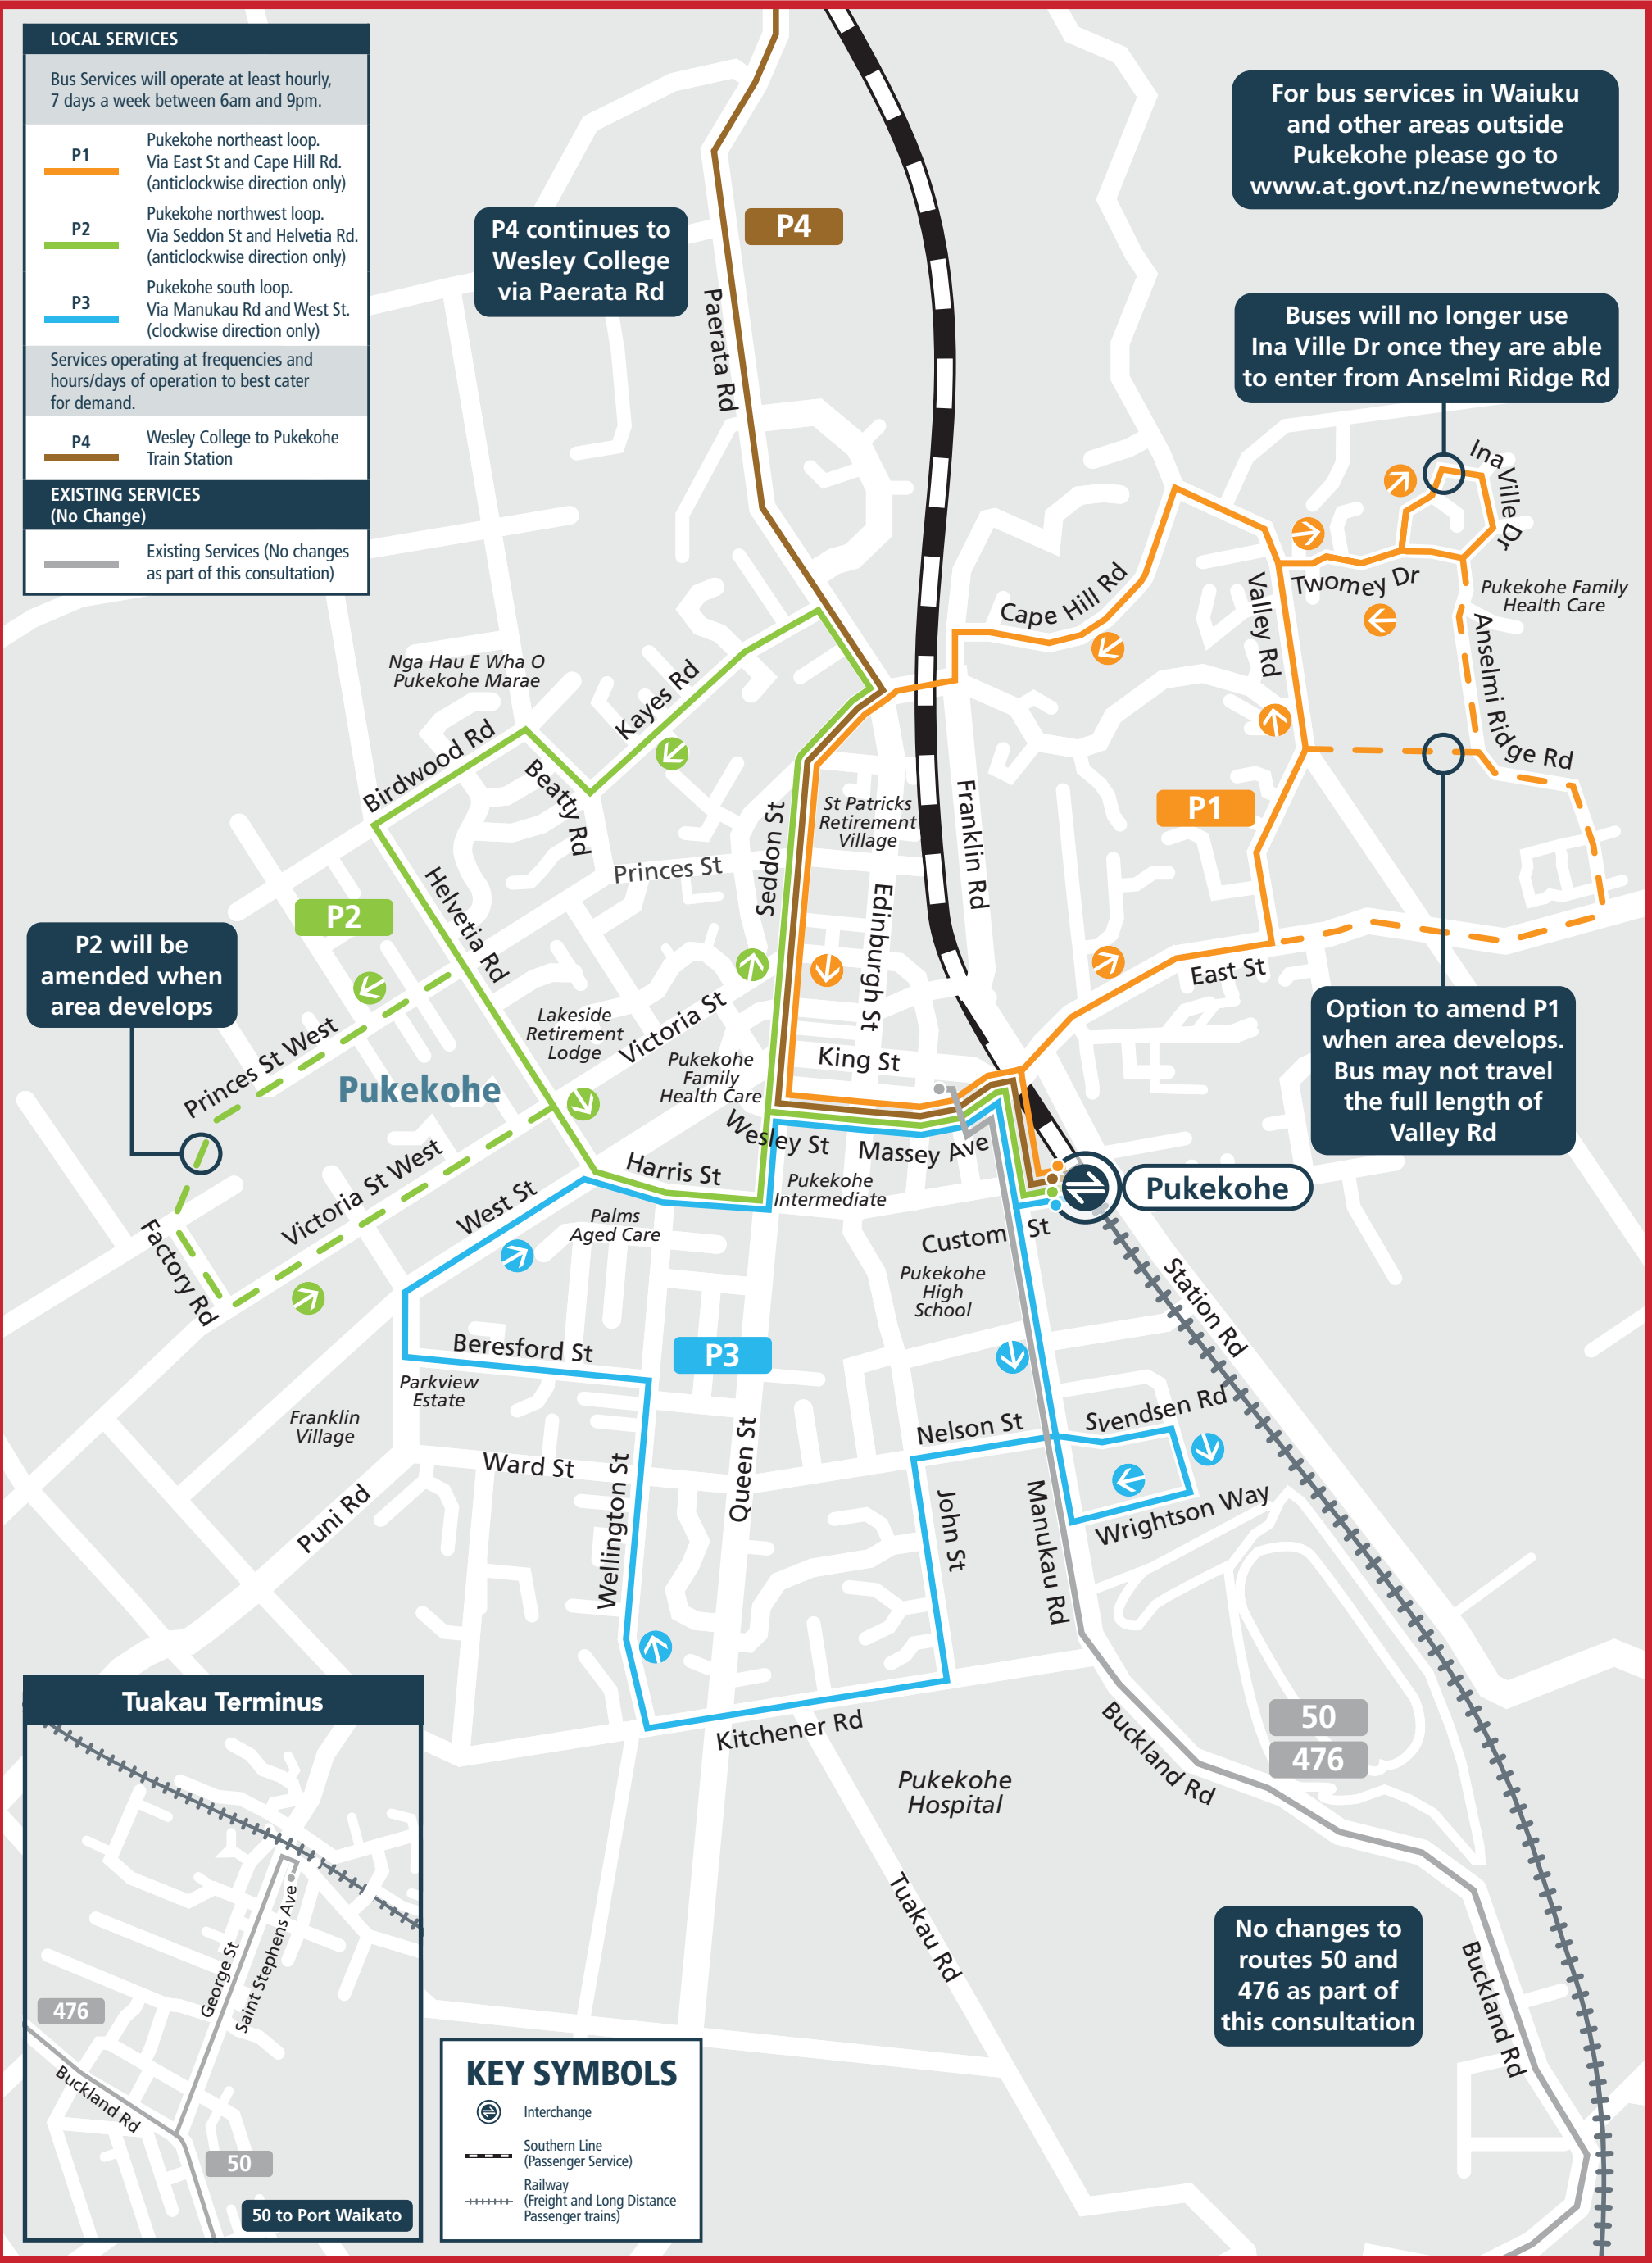 LOCAL SERVICES
Bus Services will operate at least hourly,
7 days a week between 6am and 9pm.
P1
Pukekohe northeast loop.
Via East St and Cape Hill Rd.
(anticlockwise direction only)
P2
Pukekohe northwest loop.
Via Seddon St and Helvetia Rd.
(anticlockwise direction only)
P3
Pukekohe south loop.
Via Manukau Rd and West St.
(clockwise direction only)
Services operating at frequencies and
hours/days of operation to best cater
for demand.
P4
Wesley College to Pukekohe
Train Station
EXISTING SERVICES
(No Change)
Existing Services (No changes
as part of this consultation)
For bus services in Waiuku
and other areas outside
Pukekohe please go to
www.at.govt.nz/newnetwork
P4 continues to
Wesley College
via Paerata Rd
P4
Paerata Rd
Buses will no longer use
Ina Ville Dr once they are able
to enter from Anselmi Ridge Rd
Ina Ville Dr
Twomey Dr
Pukekohe Family
Health Care
Cape Hill Rd
Valley Rd
Anselmi Ridge Rd
Nga Hau E Wha O
Pukekohe Marae
Kayes Rd
Birdwood Rd
Beatty Rd
Princes St
Seddon St
St Patricks
Retirement
Village
Franklin Rd
P1
Edinburgh St
Helvetia Rd
P2
P2 will be
amended when
area develops
East St
Option to amend P1
when area develops.
Bus may not travel
the full length of
Valley Rd
Princes St West
Lakeside
Retirement
Lodge
Victoria St
Pukekohe
Family
Health Care
King St
Pukekohe
Wesley St
Massey Ave
Harris St
Pukekohe
Intermediate
Pukekohe
Victoria St West
West St
Palms
Aged Care
Custom St
Factory Rd
Pukekohe
High
School
Station Rd
Beresford St
P3
Parkview
Estate
Franklin
Village
Nelson St
Svendsen Rd
Ward St
Queen St
Wellington St
Puni Rd
John St
Manukau Rd
Wrightson Way
Kitchener Rd
Buckland Rd
50
476
Pukekohe
Hospital
Tuakau Rd
No changes to
routes 50 and
476 as part of
this consultation
Buckland Rd
Tuakau Terminus
George St
Saint Stephens Ave
476
Buckland Rd
50
50 to Port Waikato
KEY SYMBOLS
Interchange
Southern Line
(Passenger Service)
Railway
(Freight and Long Distance
Passenger trains)